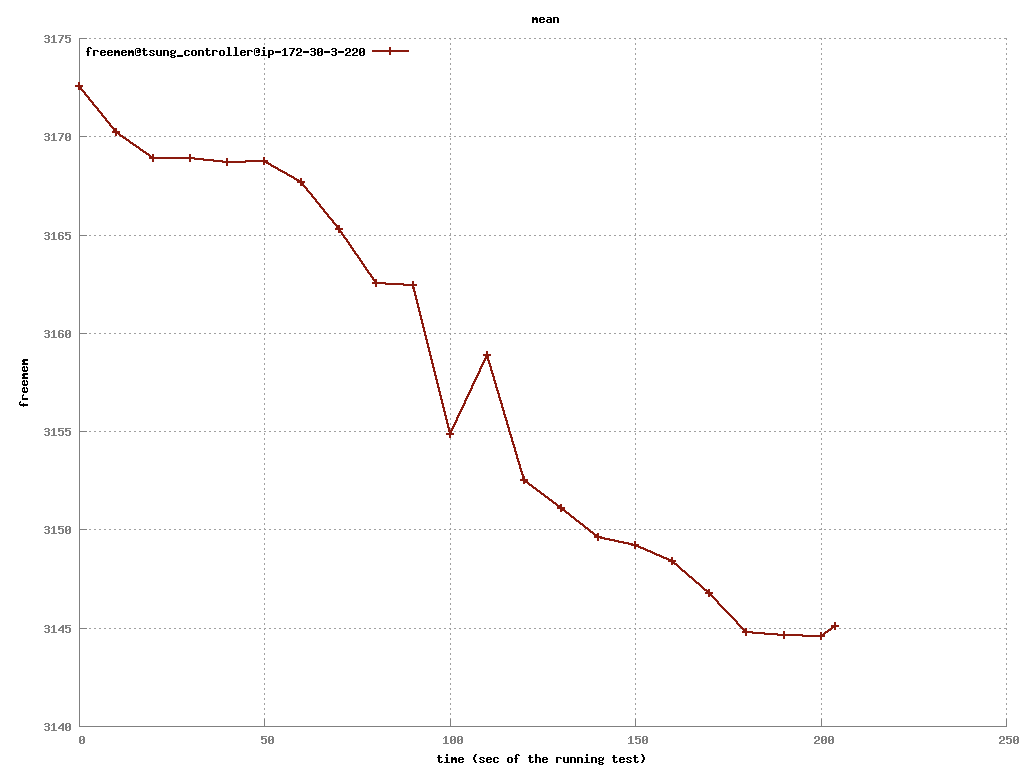 mean
3175
freemem@tsung_controller@ip-172-30-3-220
3170
3165
3160
3155
3150
3145
3140
freemem
0 50 100 150 200 250
time (sec of the running test)